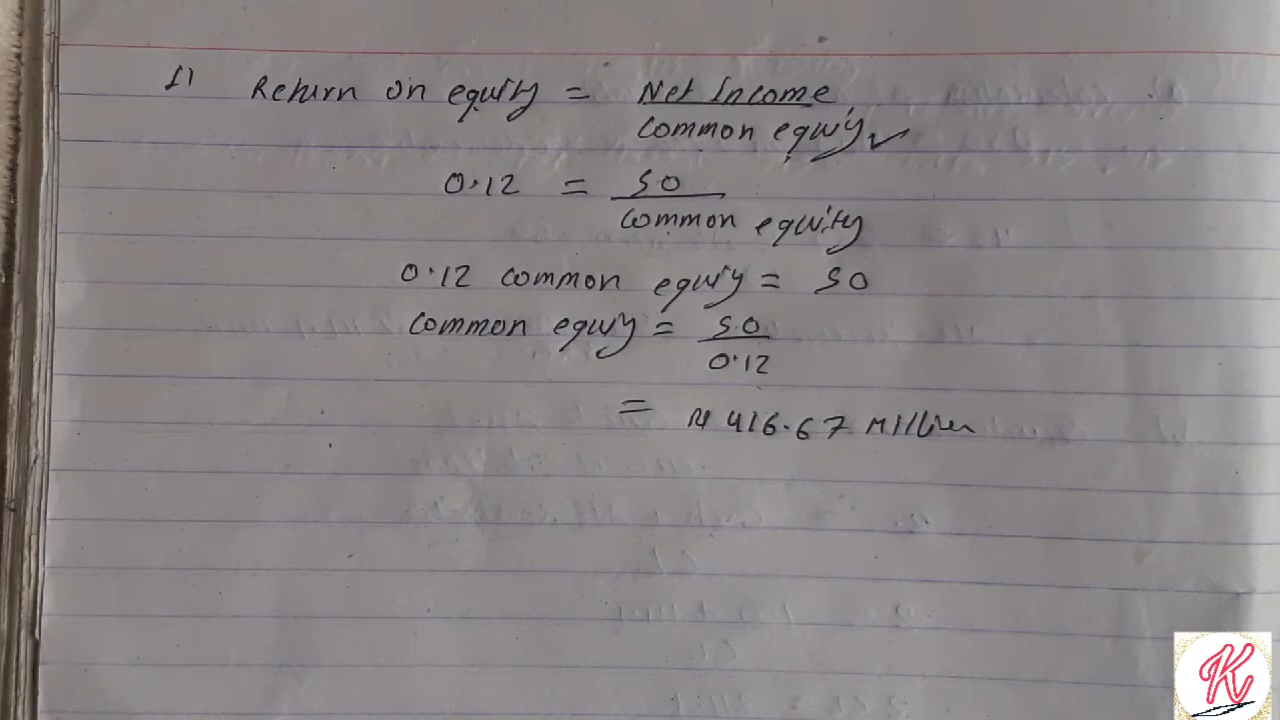 f) Return on equity = Net Income / Common equity ✓
0.12 = 50 / Common equity
0.12 common equity = 50
Common equity = 50 / 0.12
= R 416.67 Million
K